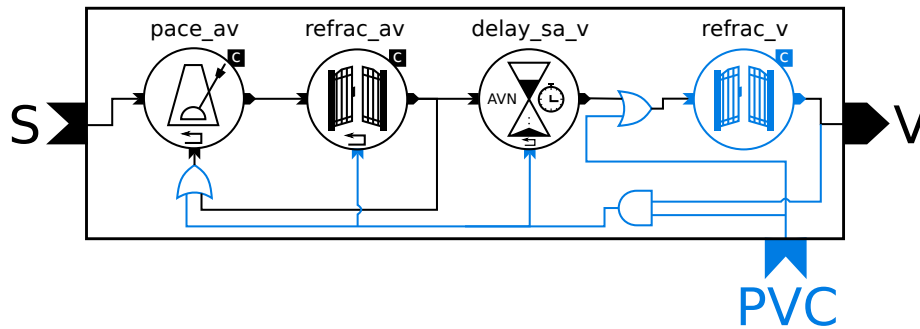 pace_av
refrac_av
delay_sa_v
refrac_v
C
C
C
S
AVN
V
PVC